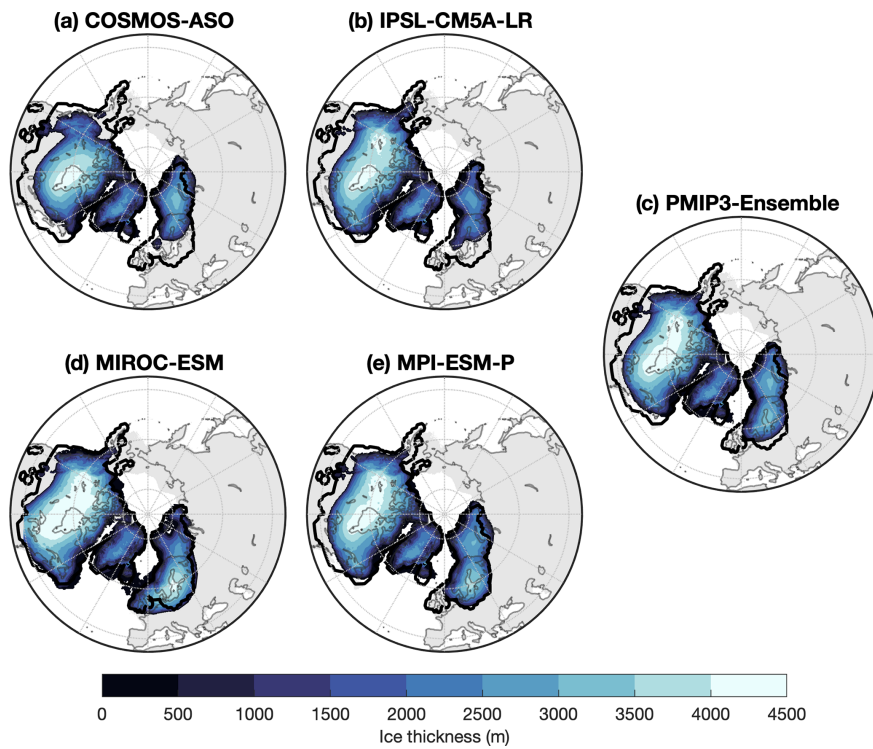 (a) COSMOS-ASO
(b) IPSL-CM5A-LR
(c) PMIP3-Ensemble
(d) MIROC-ESM
(e) MPI-ESM-P
0 500 1000 1500 2000 2500 3000 3500 4000 4500
Ice thickness (m)